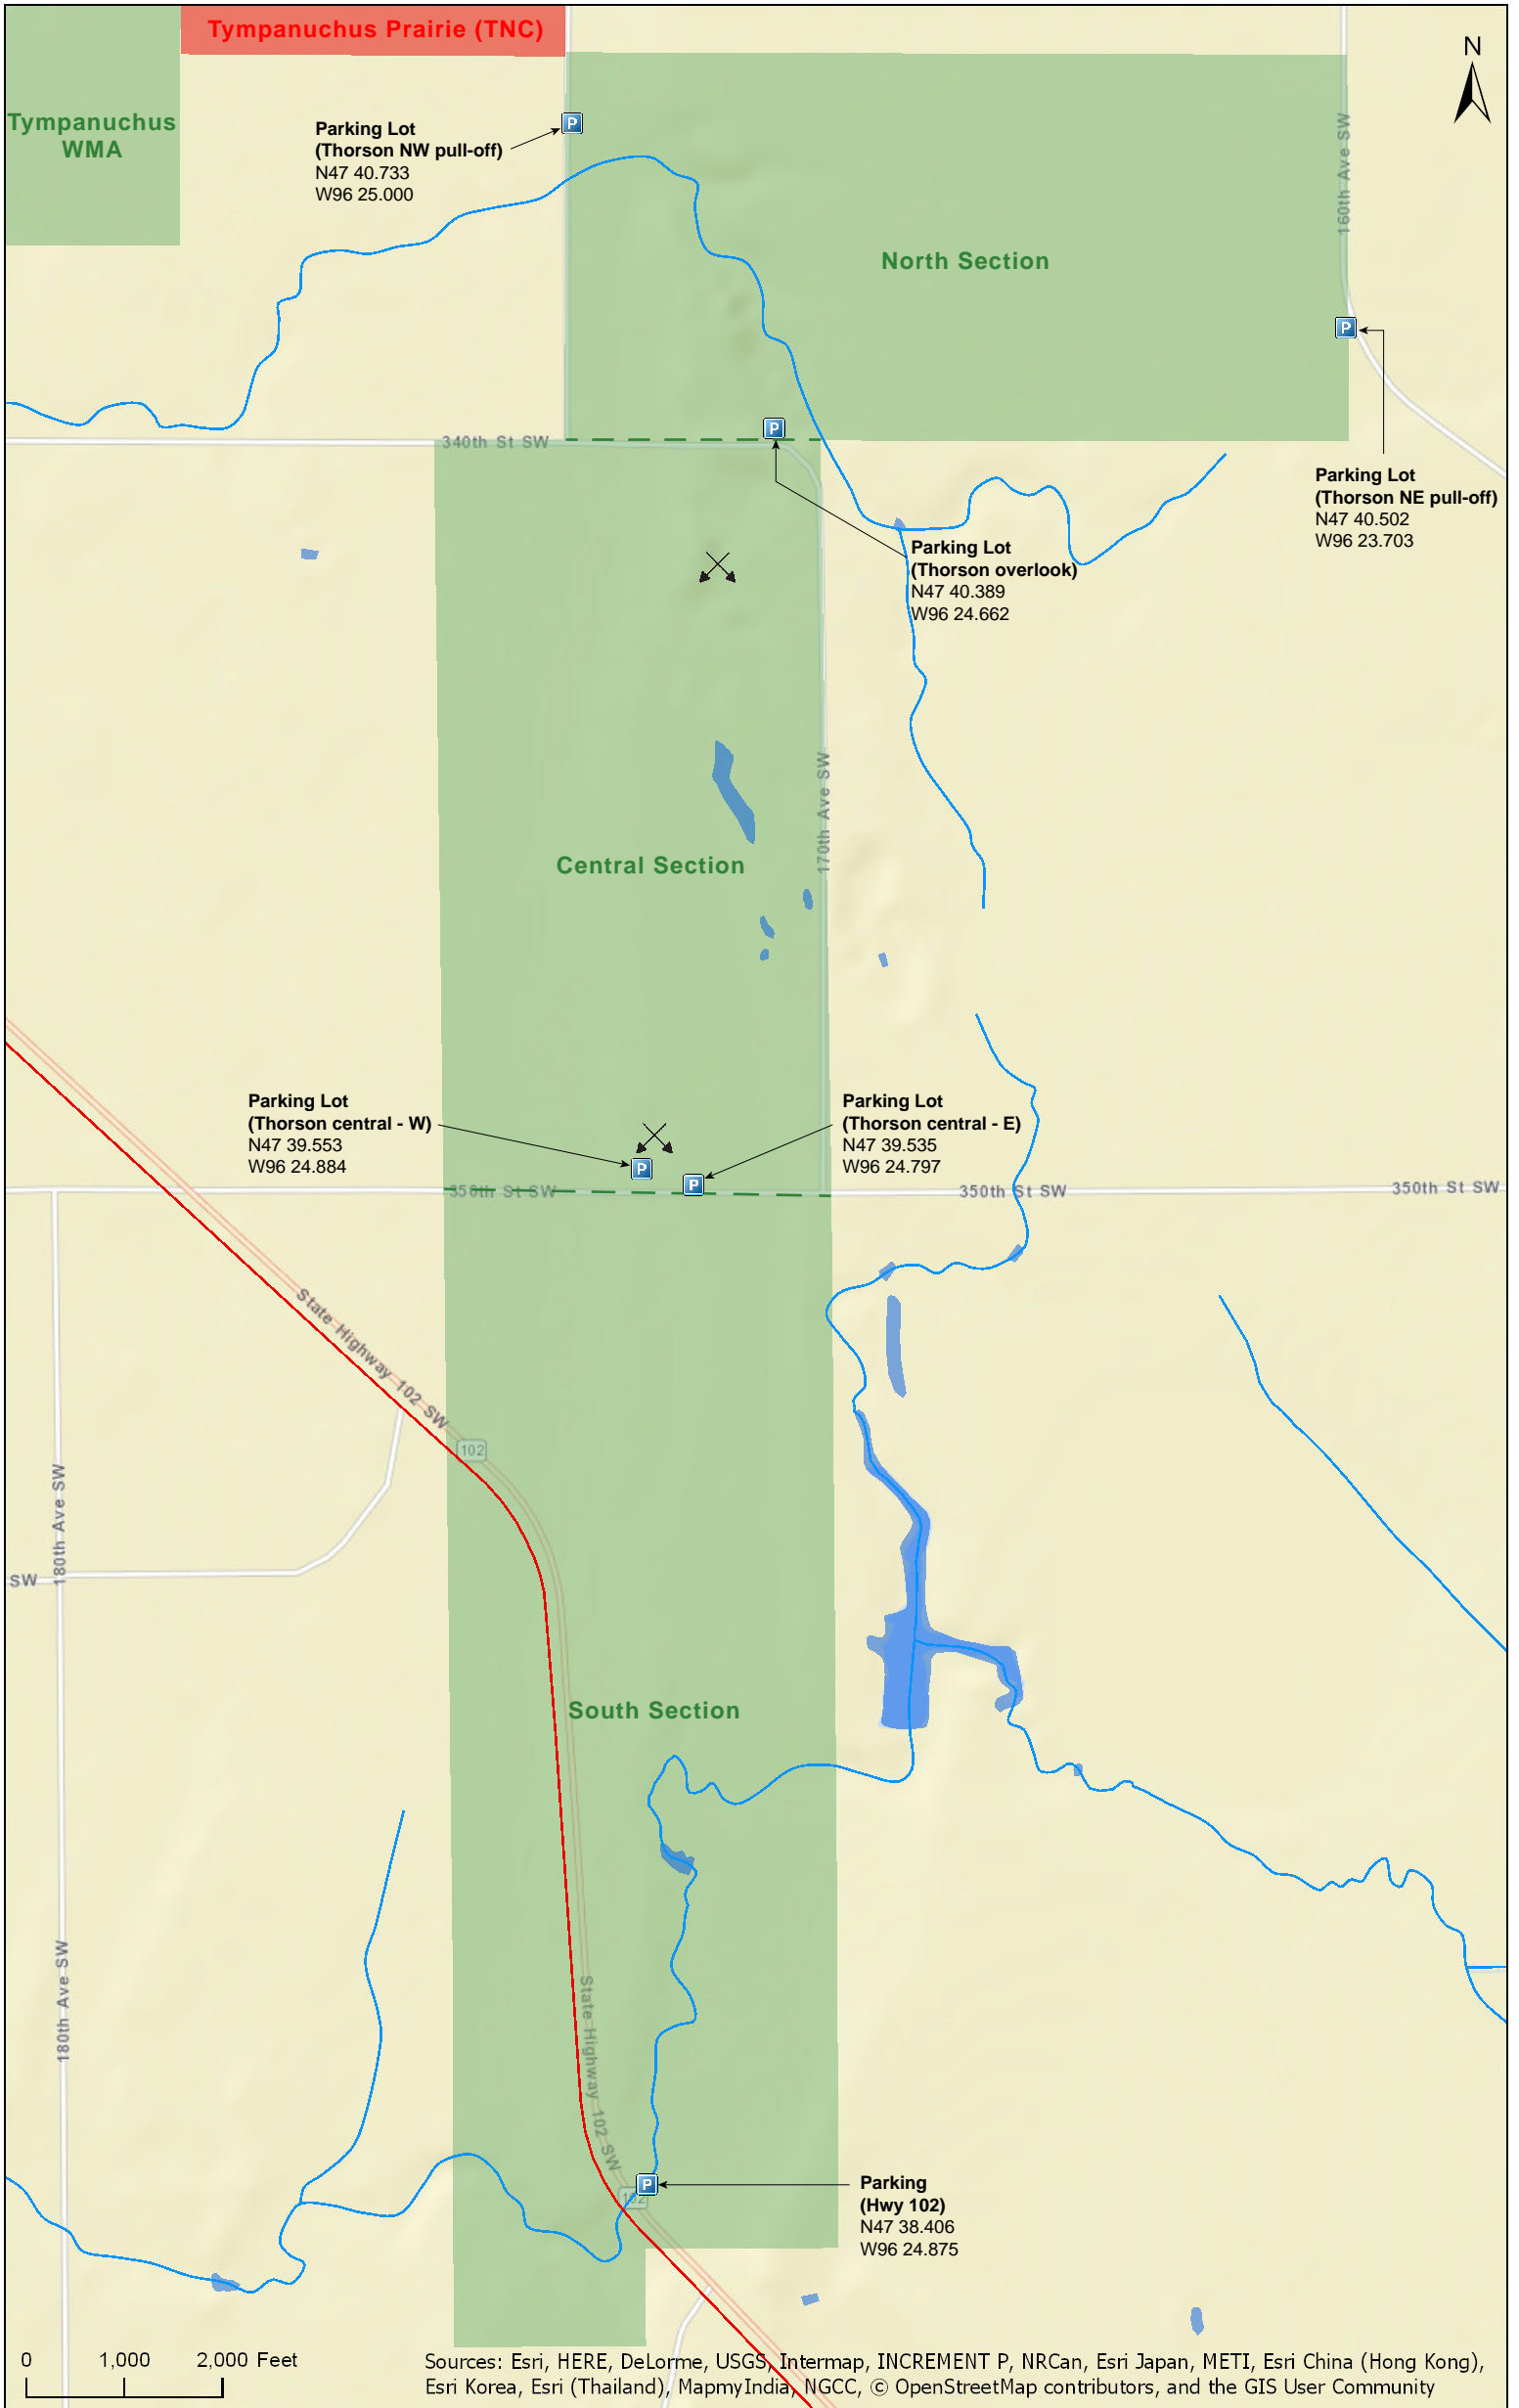 Tympanuchus Prairie (TNC)
N
Tympanuchus
WMA
Parking Lot
(Thorson NW pull-off)
N47 40.733
W96 25.000
P
160th Ave SW
North Section
P
P
340th St SW
Parking Lot
(Thorson NE pull-off)
N47 40.502
W96 23.703
Parking Lot
(Thorson overlook)
N47 40.389
W96 24.662
170th Ave SW
Central Section
Parking Lot
(Thorson central - W)
N47 39.553
W96 24.884
Parking Lot
(Thorson central - E)
N47 39.535
W96 24.797
P
P
350th St SW
350th St SW
350th St SW
State Highway 102 SW
102
180th Ave SW
SW
South Section
180th Ave SW
State Highway 102 SW
P
102
Parking
(Hwy 102)
N47 38.406
W96 24.875
0 1,000 2,000 Feet
Sources: Esri, HERE, DeLorme, USGS, Intermap, INCREMENT P, NRCan, Esri Japan, METI, Esri China (Hong Kong),
Esri Korea, Esri (Thailand), MapmyIndia, NGCC, © OpenStreetMap contributors, and the GIS User Community